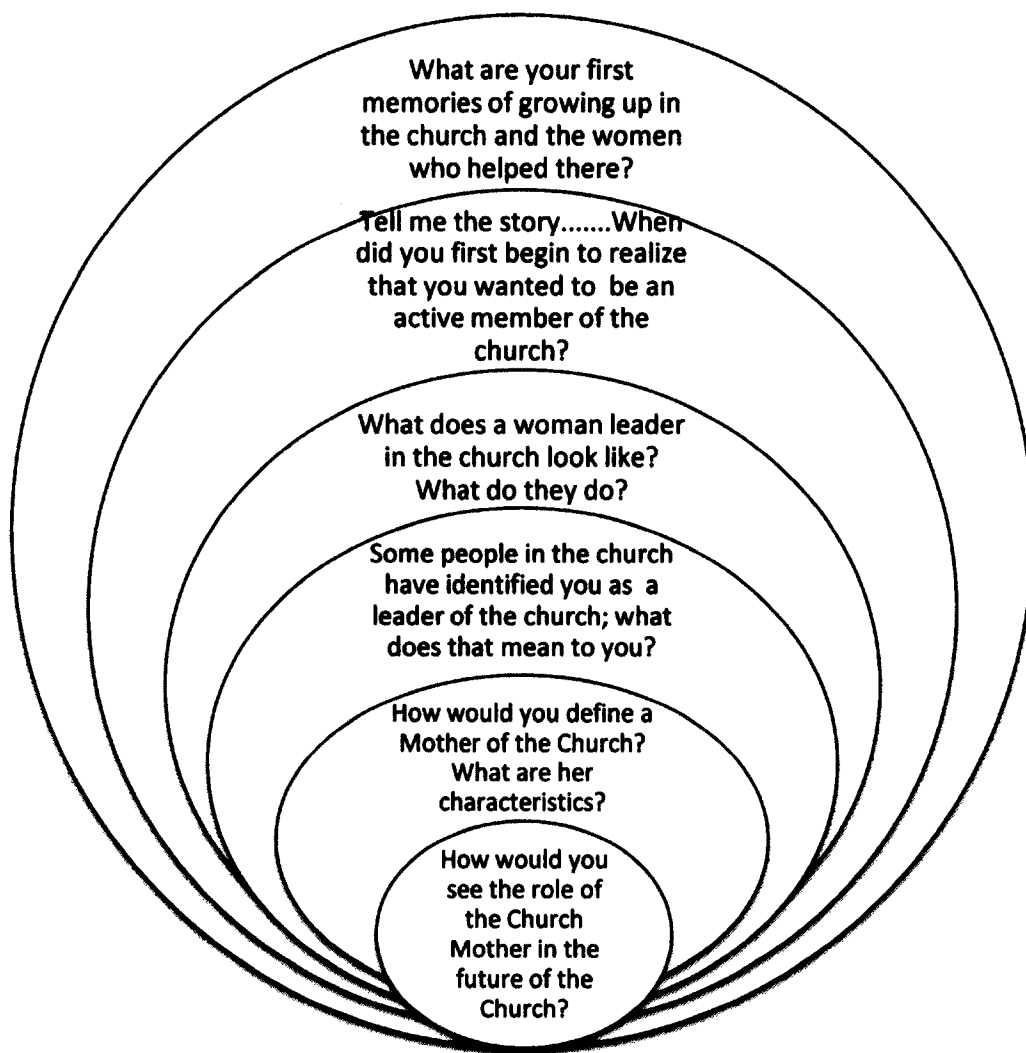 What are your first
memories of growing up in
the church and the women
who helped there?
Tell me the story.......When
did you first begin to realize
that you wanted to  be an
active member of the
church?
What does a woman leader
in the church look like?
What do they do?
Some people in the church
have identified you as  a
leader of the church; what
does that mean to you?
How would you define a
Mother of the Church?
What are her
characteristics?
How would you
see the role of
the Church
Mother in the
future of the
Church?